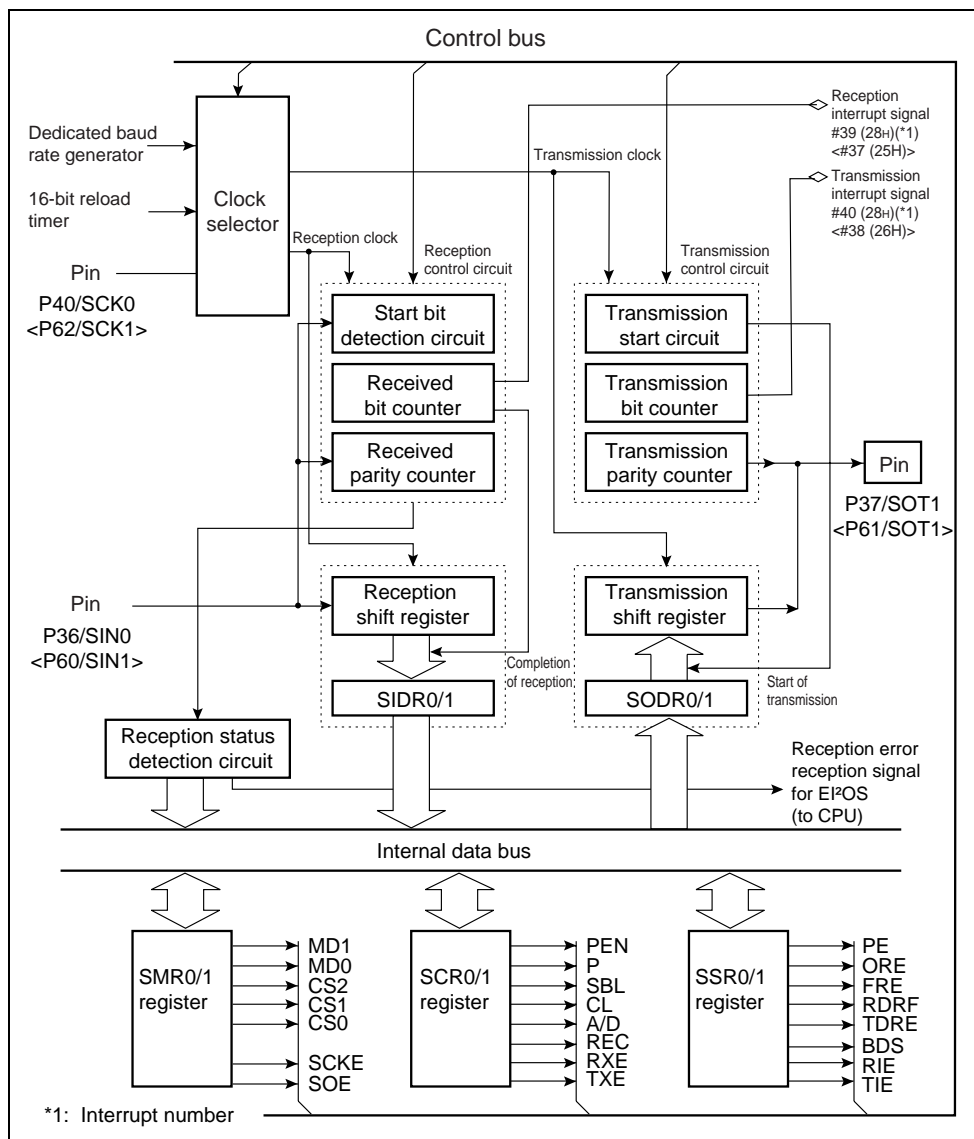 Control bus
Dedicated baud
rate generator
16-bit reload
timer
Pin
P40/SCK0
<P62/SCK1>
Clock
selector
Transmission clock
Reception clock
Reception
control circuit
Transmission
control circuit
Reception
interrupt signal
#39 (28H)(*1)
<#37 (25H)>
Transmission
interrupt signal
#40 (28H)(*1)
<#38 (26H)>
Start bit
detection circuit
Received
bit counter
Received
parity counter
Transmission
start circuit
Transmission
bit counter
Transmission
parity counter
Pin
P37/SOT1
<P61/SOT1>
Pin
P36/SIN0
<P60/SIN1>
Reception
shift register
Completion
of reception
SIDR0/1
Transmission
shift register
Start of
transmission
SODR0/1
Reception status
detection circuit
Reception error
reception signal
for EI²OS
(to CPU)
Internal data bus
SMR0/1
register
MD1
MD0
CS2
CS1
CS0
SCKE
SOE
SCR0/1
register
PEN
P
SBL
CL
A/D
REC
RXE
TXE
SSR0/1
register
PE
ORE
FRE
RDRF
TDRE
BDS
RIE
TIE
*1: Interrupt number